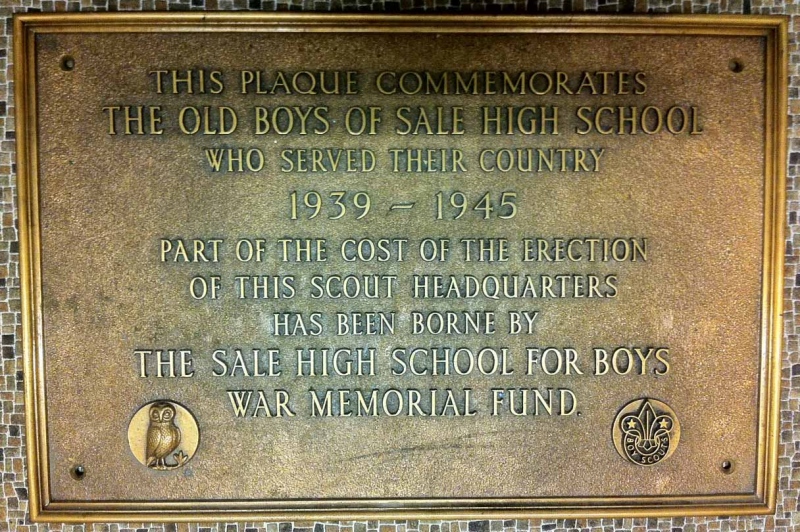 THIS PLAQUE COMMEMORATES
THE OLD BOYS OF SALE HIGH SCHOOL
WHO SERVED THEIR COUNTRY
1939 – 1945
PART OF THE COST OF THE ERECTION
OF THIS SCOUT HEADQUARTERS
HAS BEEN BORNE BY
THE SALE HIGH SCHOOL FOR BOYS
WAR MEMORIAL FUND.
BOY SCOUTS